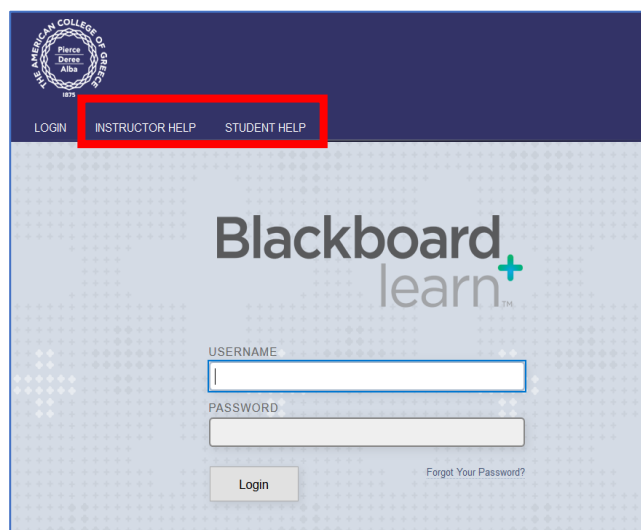 THE AMERICAN COLLEGE OF GREECE
Pierce
Deree
Alba
1875
LOGIN INSTRUCTOR HELP STUDENT HELP
Blackboard
learn+™
USERNAME
PASSWORD
Forgot Your Password?
Login